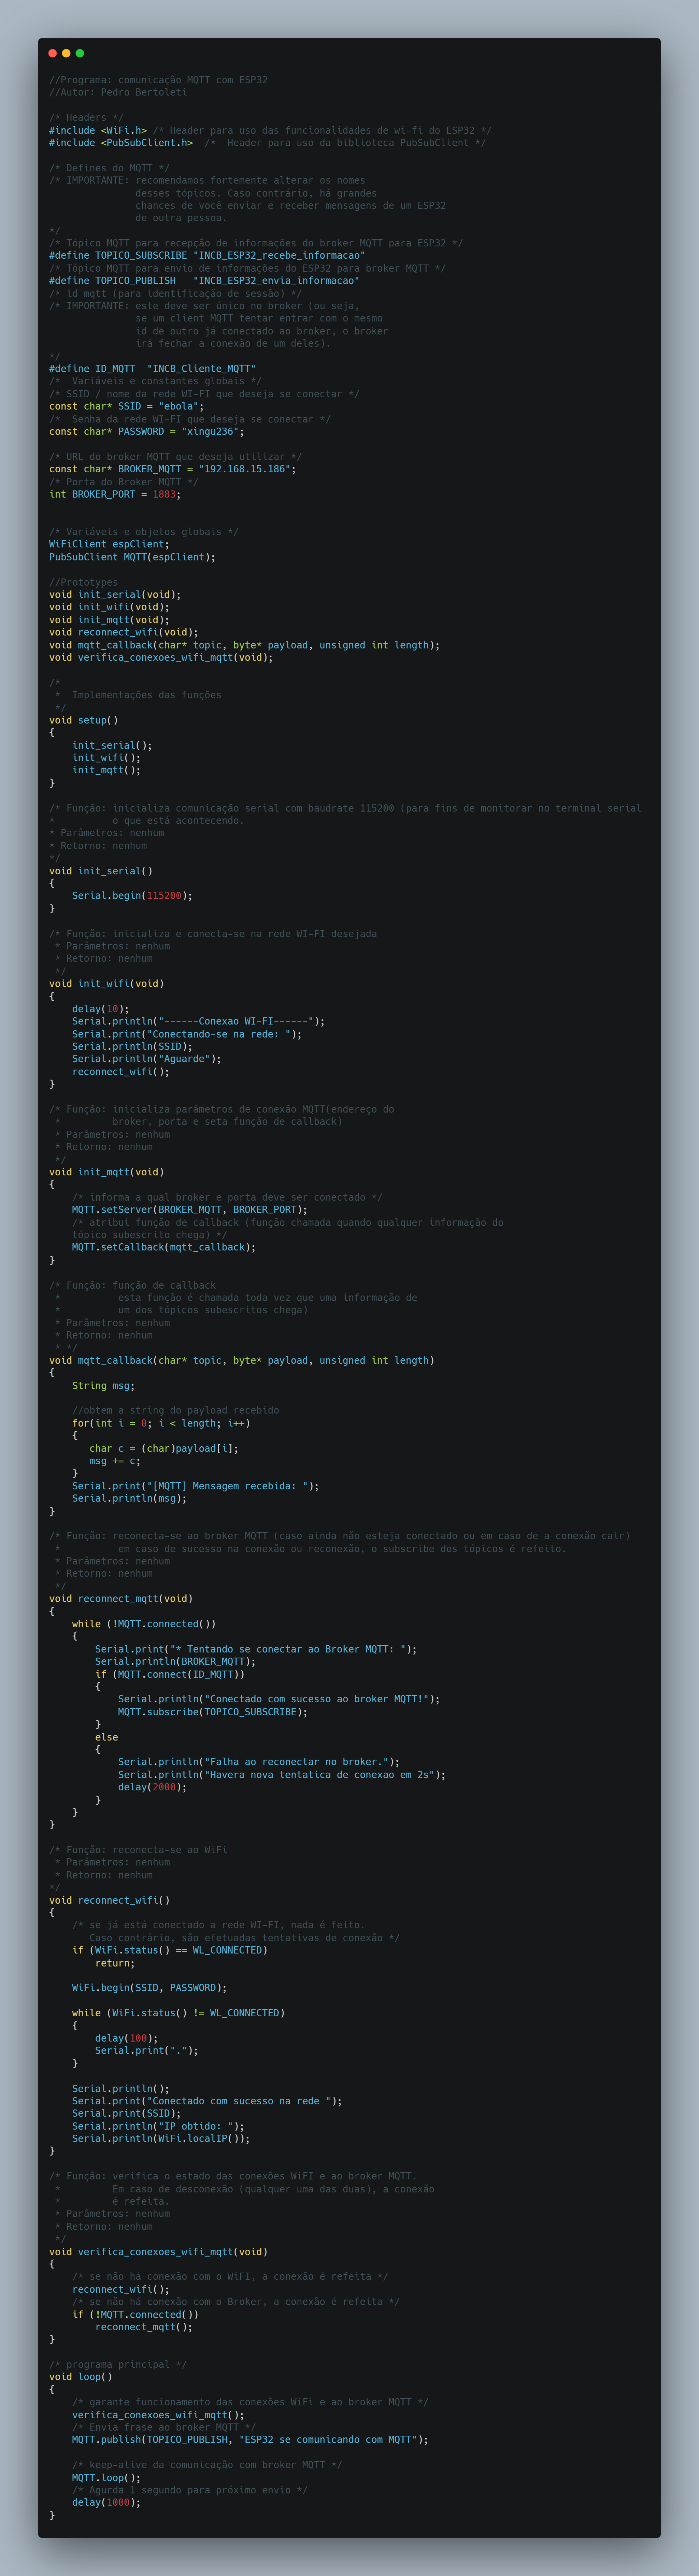 //Programa: comunicação MQTT com ESP32
//Autor: Pedro Bertoleti
/* Headers */
#include <WiFi.h> /* Header para uso das funcionalidades de wi-fi do ESP32 */
#include <PubSubClient.h>  /*  Header para uso da biblioteca PubSubClient */
/* Defines do MQTT */
/* IMPORTANTE: recomendamos fortemente alterar os nomes
               desses tópicos. Caso contrário, há grandes
               chances de você enviar e receber mensagens de um ESP32
               de outra pessoa.
*/
/* Tópico MQTT para recepção de informações do broker MQTT para ESP32 */
#define TOPICO_SUBSCRIBE "INCB_ESP32_recebe_informacao"
/* Tópico MQTT para envio de informações do ESP32 para broker MQTT */
#define TOPICO_PUBLISH   "INCB_ESP32_envia_informacao"
/* id mqtt (para identificação de sessão) */
/* IMPORTANTE: este deve ser único no broker (ou seja,
               se um client MQTT tentar entrar com o mesmo
               id de outro já conectado ao broker, o broker
               irá fechar a conexão de um deles).
*/
#define ID_MQTT  "INCB_Cliente_MQTT"
/*  Variáveis e constantes globais */
/* SSID / nome da rede WI-FI que deseja se conectar */
const char* SSID = "ebola";
/*  Senha da rede WI-FI que deseja se conectar */
const char* PASSWORD = "xingu236";
/* URL do broker MQTT que deseja utilizar */
const char* BROKER_MQTT = "192.168.15.186";
/* Porta do Broker MQTT */
int BROKER_PORT = 1883;
/* Variáveis e objetos globais */
WiFiClient espClient;
PubSubClient MQTT(espClient);
//Prototypes
void init_serial(void);
void init_wifi(void);
void init_mqtt(void);
void reconnect_wifi(void);
void mqtt_callback(char* topic, byte* payload, unsigned int length);
void verifica_conexoes_wifi_mqtt(void);
/*
 *  Implementações das funções
 */
void setup()
{
    init_serial();
    init_wifi();
    init_mqtt();
}
/* Função: inicializa comunicação serial com baudrate 115200 (para fins de monitorar no terminal serial
*          o que está acontecendo.
* Parâmetros: nenhum
* Retorno: nenhum
*/
void init_serial()
{
    Serial.begin(115200);
}
/* Função: inicializa e conecta-se na rede WI-FI desejada
 * Parâmetros: nenhum
 * Retorno: nenhum
 */
void init_wifi(void)
{
    delay(10);
    Serial.println("------Conexao WI-FI------");
    Serial.print("Conectando-se na rede: ");
    Serial.println(SSID);
    Serial.println("Aguarde");
    reconnect_wifi();
}
/* Função: inicializa parâmetros de conexão MQTT(endereço do
 *         broker, porta e seta função de callback)
 * Parâmetros: nenhum
 * Retorno: nenhum
 */
void init_mqtt(void)
{
    /* informa a qual broker e porta deve ser conectado */
    MQTT.setServer(BROKER_MQTT, BROKER_PORT);
    /* atribui função de callback (função chamada quando qualquer informação do
    tópico subescrito chega) */
    MQTT.setCallback(mqtt_callback);
}
/* Função: função de callback
 *          esta função é chamada toda vez que uma informação de
 *          um dos tópicos subescritos chega)
 * Parâmetros: nenhum
 * Retorno: nenhum
 * */
void mqtt_callback(char* topic, byte* payload, unsigned int length)
{
    String msg;
    //obtem a string do payload recebido
    for(int i = 0; i < length; i++)
    {
       char c = (char)payload[i];
       msg += c;
    }
    Serial.print("[MQTT] Mensagem recebida: ");
    Serial.println(msg);
}
/* Função: reconecta-se ao broker MQTT (caso ainda não esteja conectado ou em caso de a conexão cair)
 *          em caso de sucesso na conexão ou reconexão, o subscribe dos tópicos é refeito.
 * Parâmetros: nenhum
 * Retorno: nenhum
 */
void reconnect_mqtt(void)
{
    while (!MQTT.connected())
    {
        Serial.print("* Tentando se conectar ao Broker MQTT: ");
        Serial.println(BROKER_MQTT);
        if (MQTT.connect(ID_MQTT))
        {
            Serial.println("Conectado com sucesso ao broker MQTT!");
            MQTT.subscribe(TOPICO_SUBSCRIBE);
        }
        else
        {
            Serial.println("Falha ao reconectar no broker.");
            Serial.println("Havera nova tentatica de conexao em 2s");
            delay(2000);
        }
    }
}
/* Função: reconecta-se ao WiFi
 * Parâmetros: nenhum
 * Retorno: nenhum
*/
void reconnect_wifi()
{
    /* se já está conectado a rede WI-FI, nada é feito.
       Caso contrário, são efetuadas tentativas de conexão */
    if (WiFi.status() == WL_CONNECTED)
        return;
    WiFi.begin(SSID, PASSWORD);
    while (WiFi.status() != WL_CONNECTED)
    {
        delay(100);
        Serial.print(".");
    }
    Serial.println();
    Serial.print("Conectado com sucesso na rede ");
    Serial.print(SSID);
    Serial.println("IP obtido: ");
    Serial.println(WiFi.localIP());
}
/* Função: verifica o estado das conexões WiFI e ao broker MQTT.
 *         Em caso de desconexão (qualquer uma das duas), a conexão
 *         é refeita.
 * Parâmetros: nenhum
 * Retorno: nenhum
 */
void verifica_conexoes_wifi_mqtt(void)
{
    /* se não há conexão com o WiFI, a conexão é refeita */
    reconnect_wifi();
    /* se não há conexão com o Broker, a conexão é refeita */
    if (!MQTT.connected())
        reconnect_mqtt();
}
/* programa principal */
void loop()
{
    /* garante funcionamento das conexões WiFi e ao broker MQTT */
    verifica_conexoes_wifi_mqtt();
    /* Envia frase ao broker MQTT */
    MQTT.publish(TOPICO_PUBLISH, "ESP32 se comunicando com MQTT");
    /* keep-alive da comunicação com broker MQTT */
    MQTT.loop();
    /* Agurda 1 segundo para próximo envio */
    delay(1000);
}